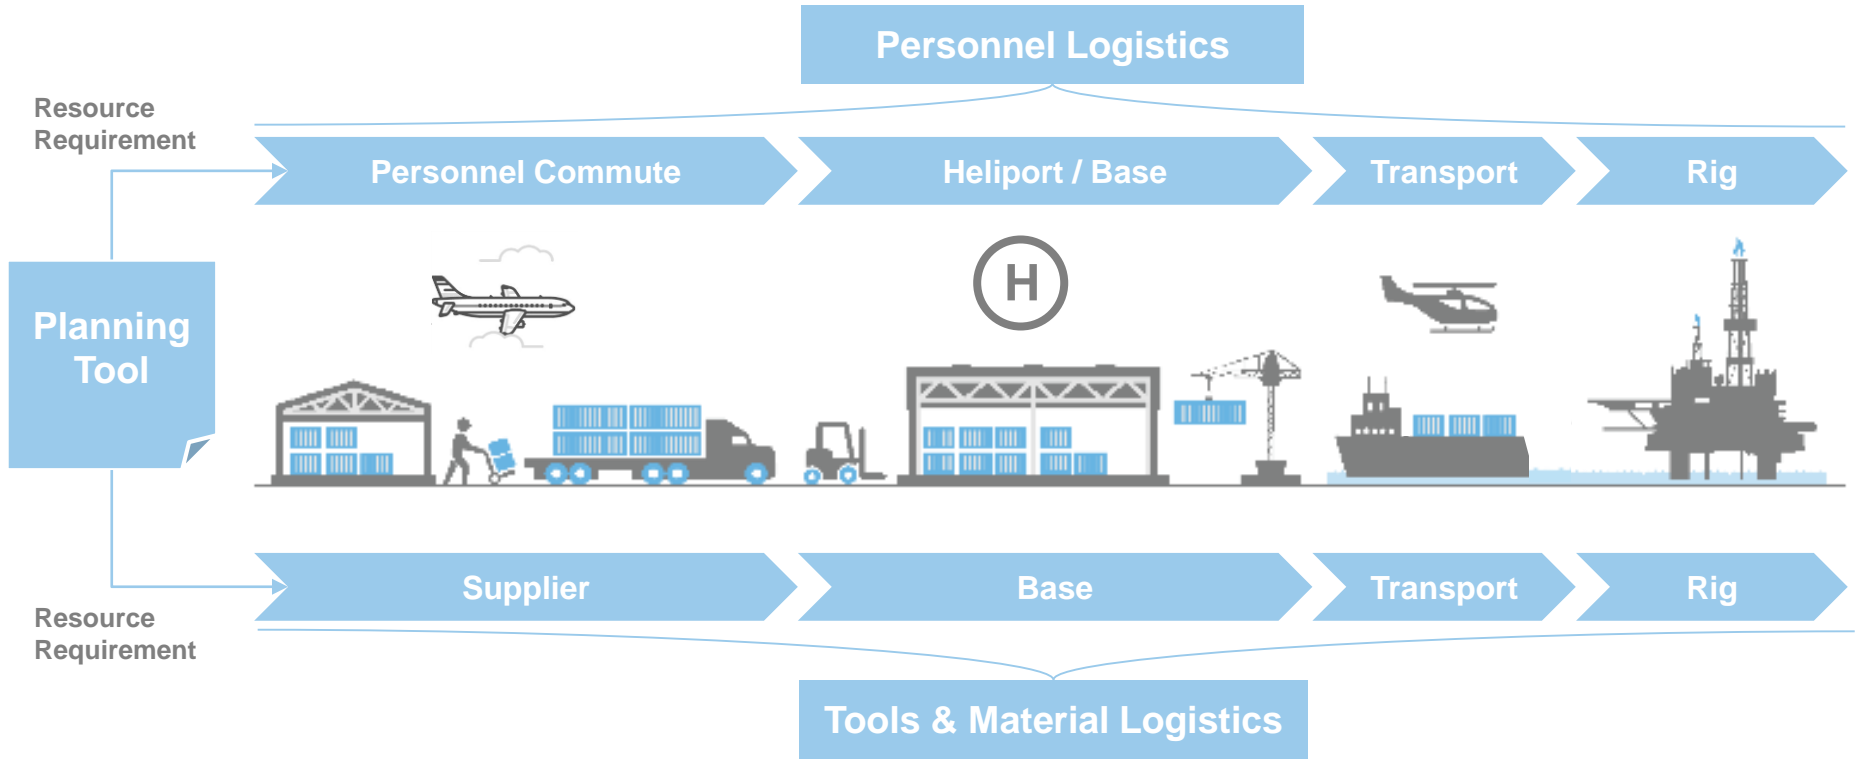 Personnel Logistics
Resource
Requirement
Personnel Commute
Heliport / Base
Transport
Rig
H
Planning
Tool
Supplier
Base
Transport
Rig
Resource
Requirement
Tools & Material Logistics